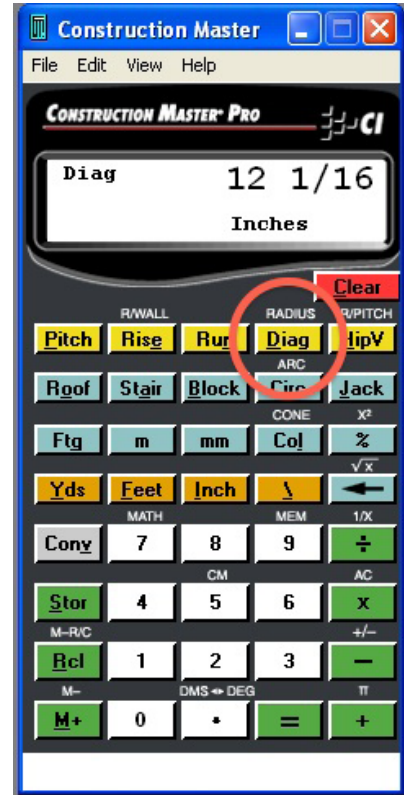 Construction Master
File Edit View Help
CONSTRUCTION MASTER PRO CI
Diag 12 1/16
Inches
Clear
R/WALL RADIUS R/PITCH
Pitch Rise Run Diag HipV
ARC
Roof Stair Block Circ Jack
CONE X²
Ftg m mm Col %
√x
Yds Feet Inch \
MATH MEM 1/X
Conv 7 8 9 ÷
CM AC
Stor 4 5 6 x
M–R/C +/–
Rcl 1 2 3 −
M– DMS ↔ DEG π
M+ 0 • = +